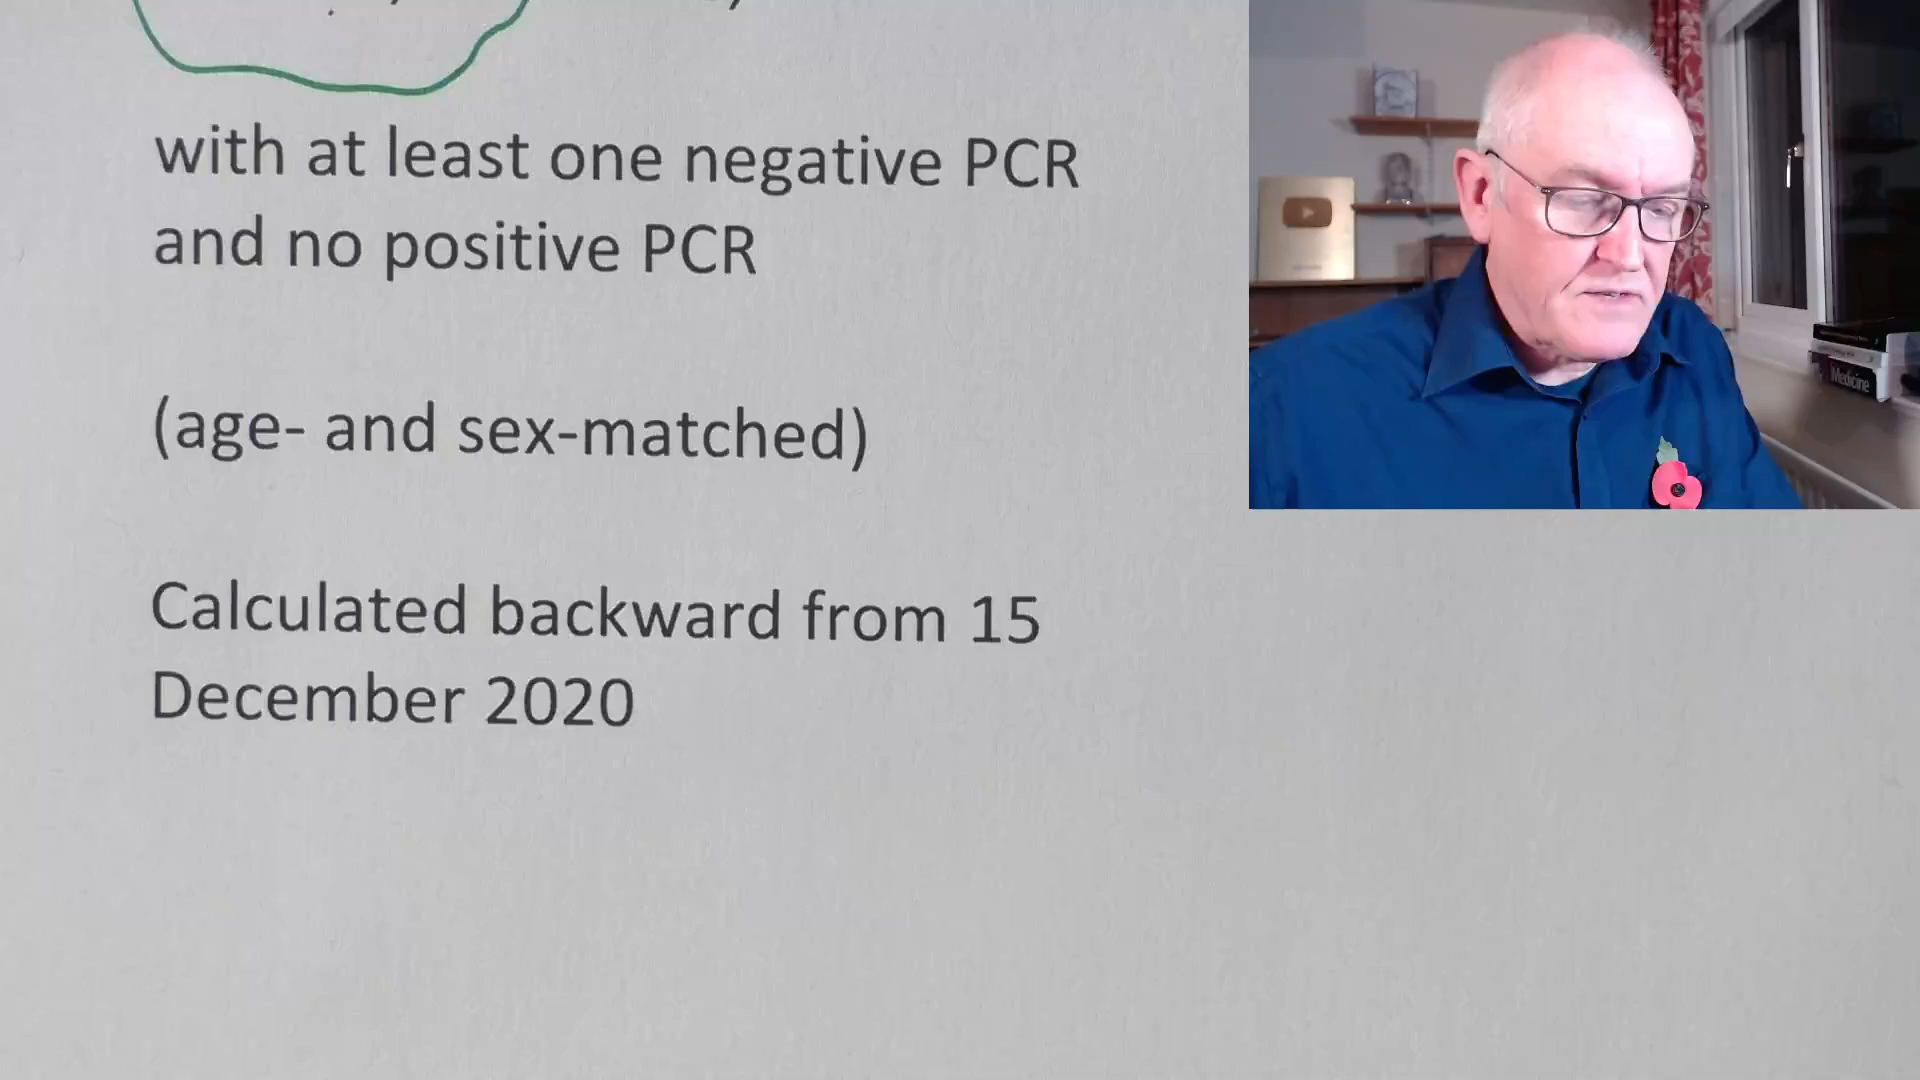 with at least one negative PCR
and no positive PCR
(age- and sex-matched)
Calculated backward from 15
December 2020
Medicine